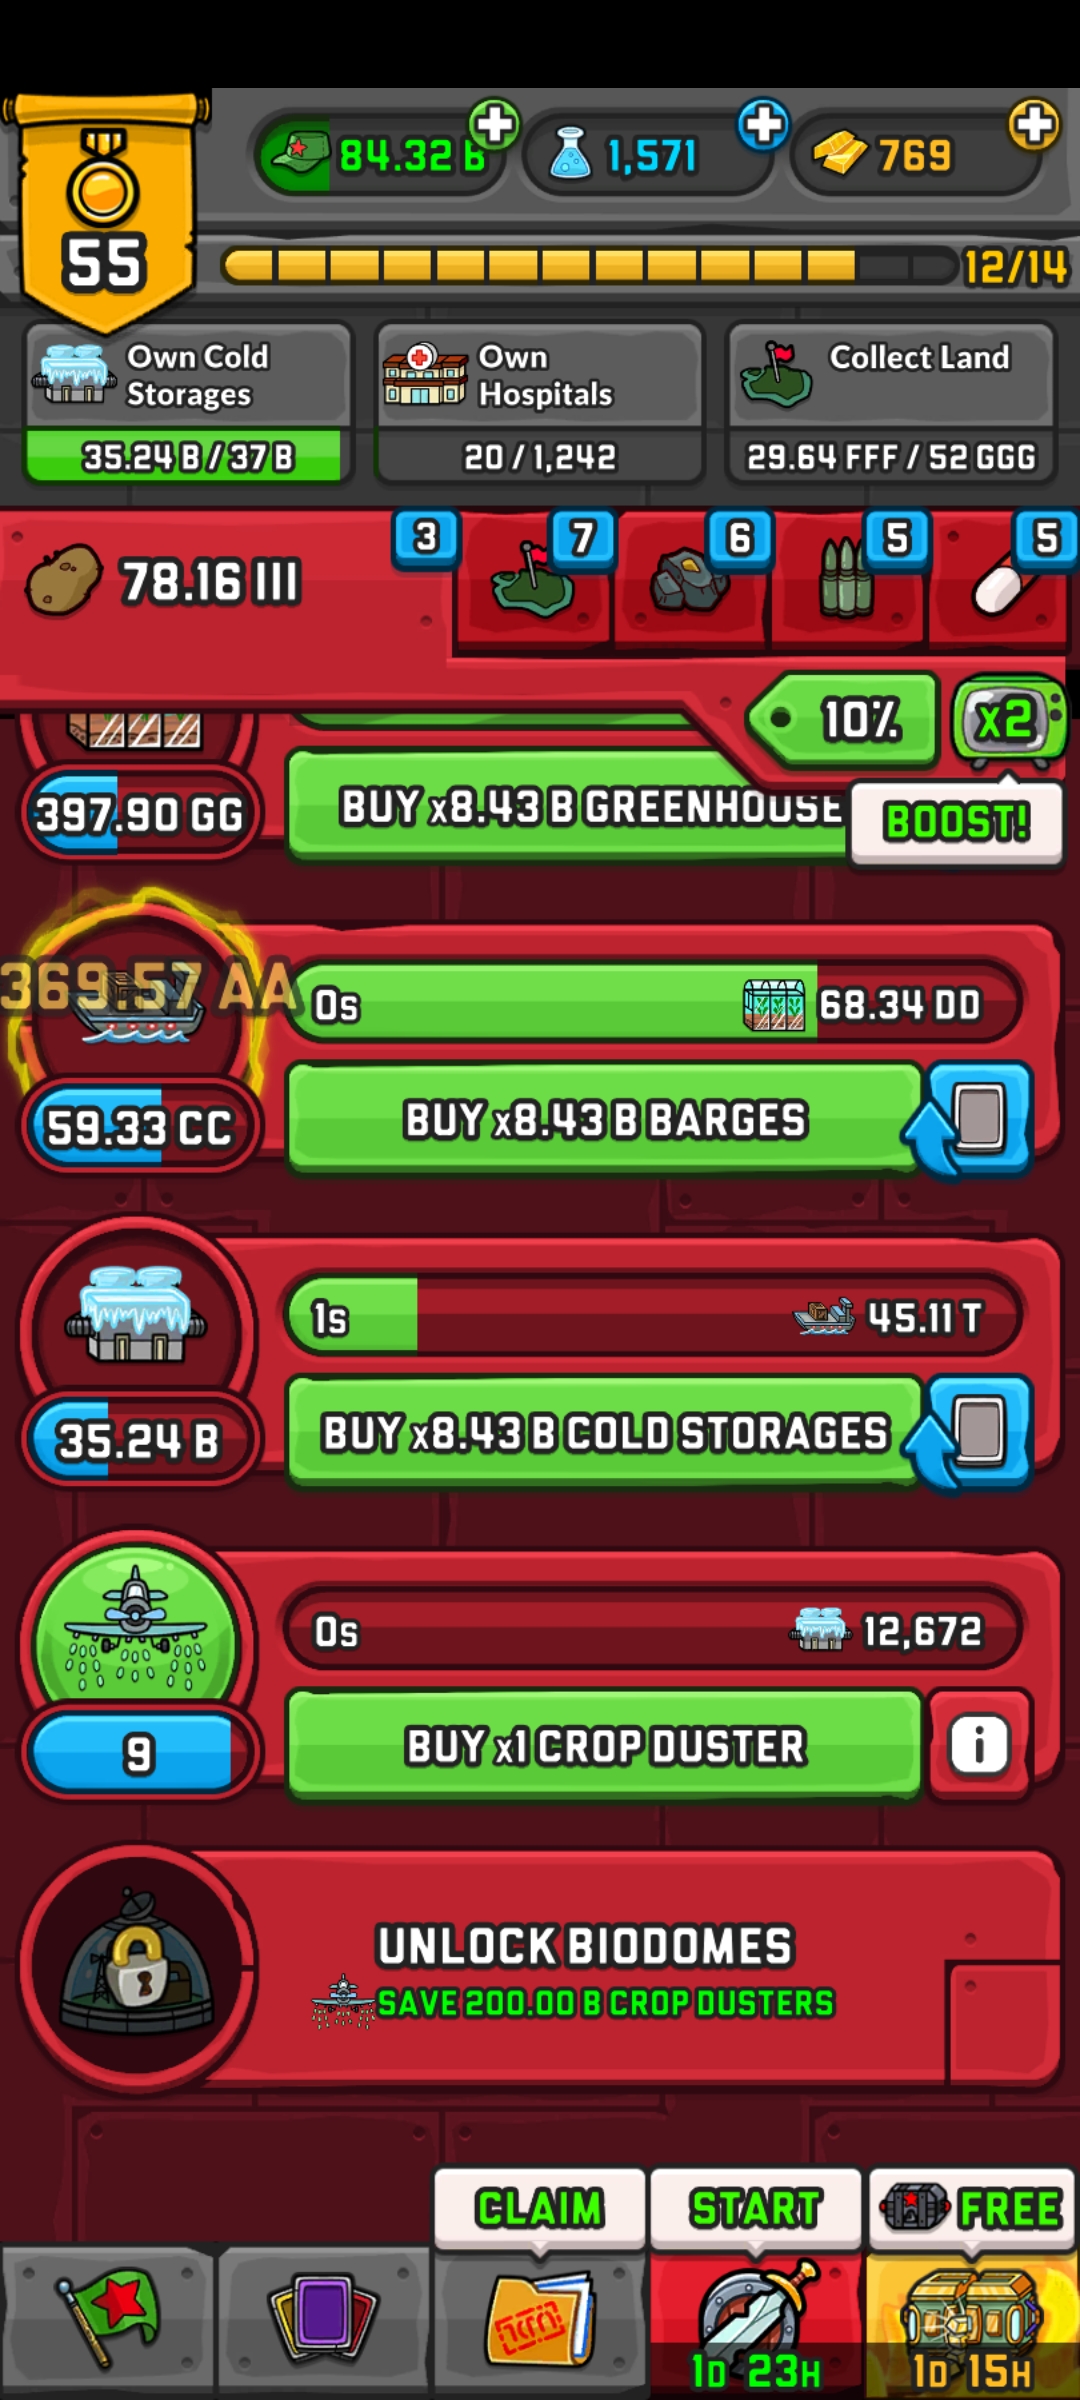 84.32 B
1,571
769
55
12/14
Own Cold
Storages
35.24 B / 37 B
Own
Hospitals
20 / 1,242
Collect Land
29.64 FFF / 52 GGG
78.16 III
3
7
6
5
5
10%
x2
BOOST!
397.90 GG
BUY x8.43 B GREENHOUSE
369.57 AA
0s
68.34 DD
59.33 CC
BUY x8.43 B BARGES
1s
45.11 T
35.24 B
BUY x8.43 B COLD STORAGES
0s
12,672
9
BUY x1 CROP DUSTER
i
UNLOCK BIODOMES
SAVE 200.00 B CROP DUSTERS
CLAIM
START
FREE
1D 23H
1D 15H